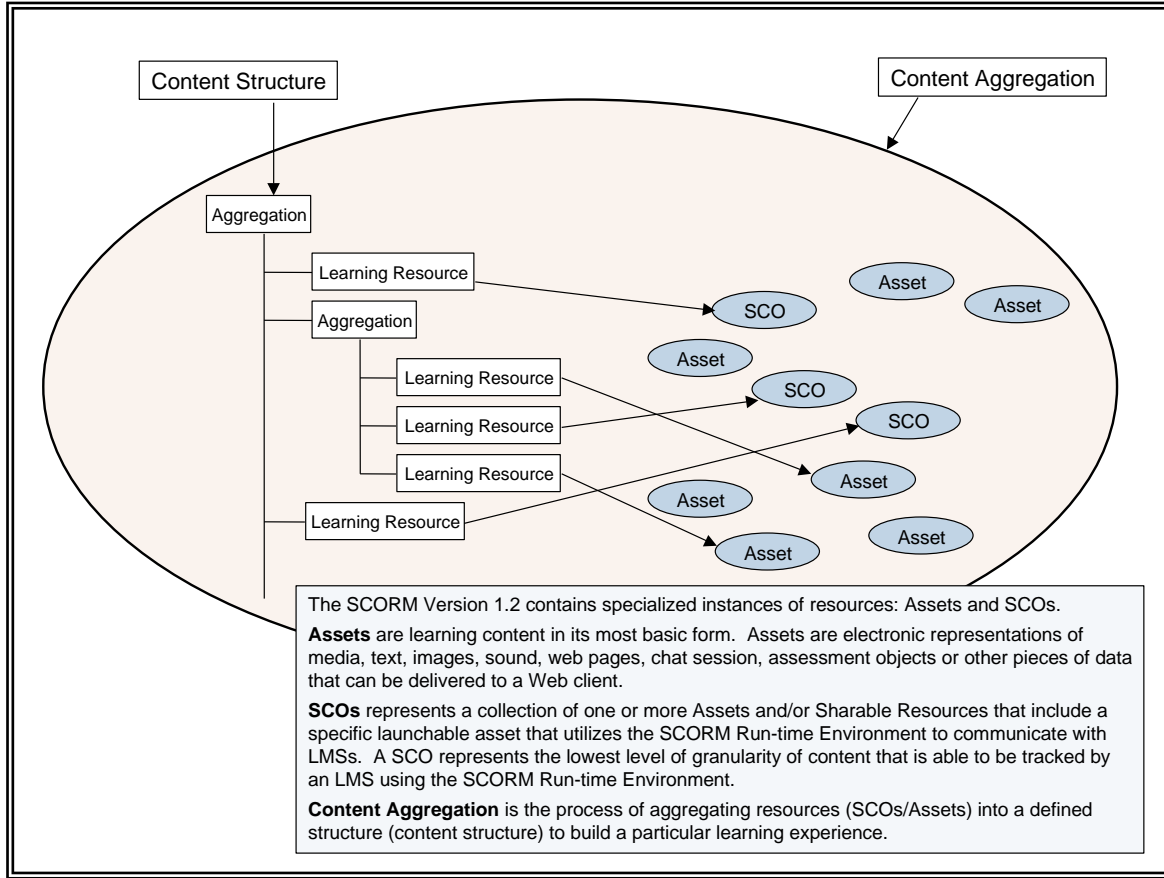 Content Structure
Content Aggregation
Aggregation
Learning Resource
Asset
Asset
SCO
Aggregation
Asset
Learning Resource
SCO
Learning Resource
SCO
Learning Resource
Asset
Asset
Learning Resource
Asset
Asset
The SCORM Version 1.2 contains specialized instances of resources: Assets and SCOs.
Assets are learning content in its most basic form. Assets are electronic representations of
media, text, images, sound, web pages, chat session, assessment objects or other pieces of data
that can be delivered to a Web client.
SCOs represents a collection of one or more Assets and/or Sharable Resources that include a
specific launchable asset that utilizes the SCORM Run-time Environment to communicate with
LMSs. A SCO represents the lowest level of granularity of content that is able to be tracked by
an LMS using the SCORM Run-time Environment.
Content Aggregation is the process of aggregating resources (SCOs/Assets) into a defined
structure (content structure) to build a particular learning experience.